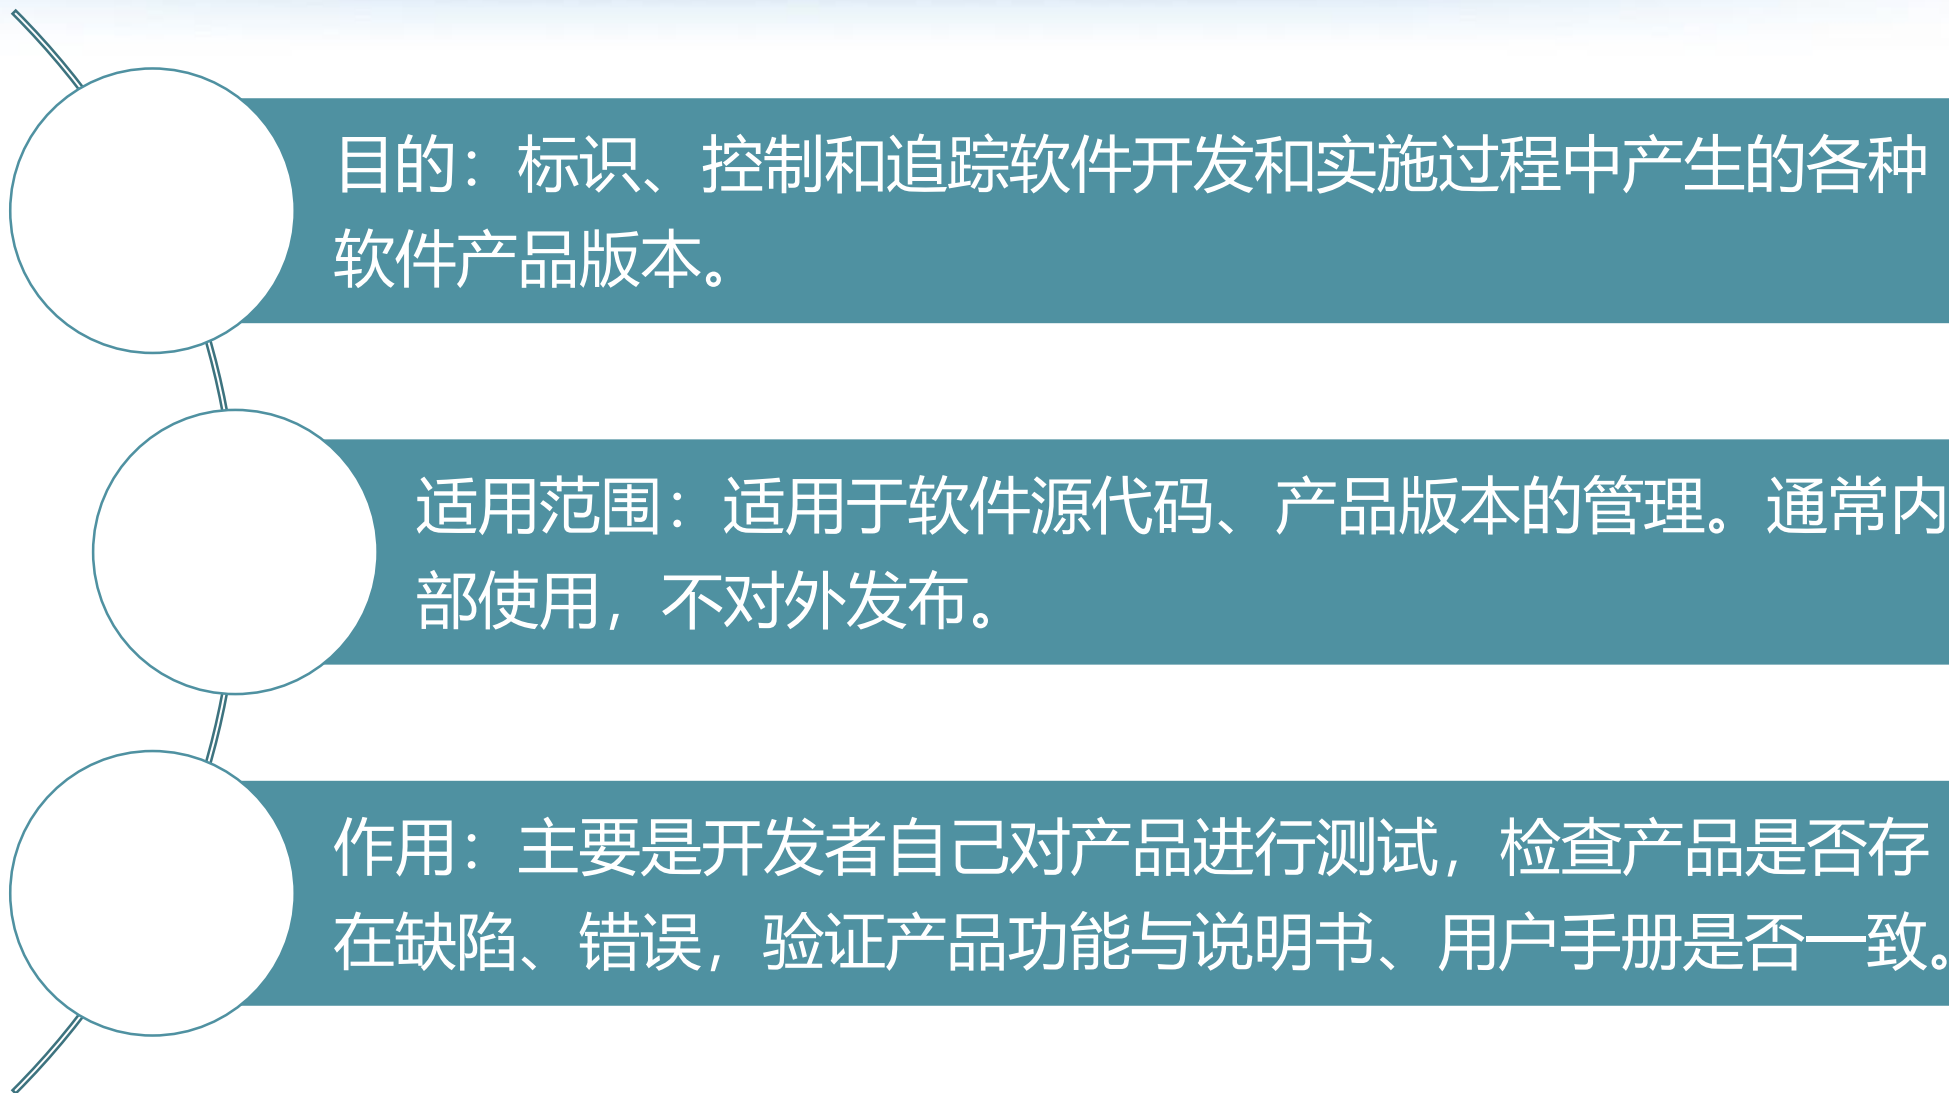 目的：标识、控制和追踪软件开发和实施过程中产生的各种
软件产品版本。
适用范围：适用于软件源代码、产品版本的管理。通常内
部使用，不对外发布。
作用：主要是开发者自己对产品进行测试，检查产品是否存
在缺陷、错误，验证产品功能与说明书、用户手册是否一致。